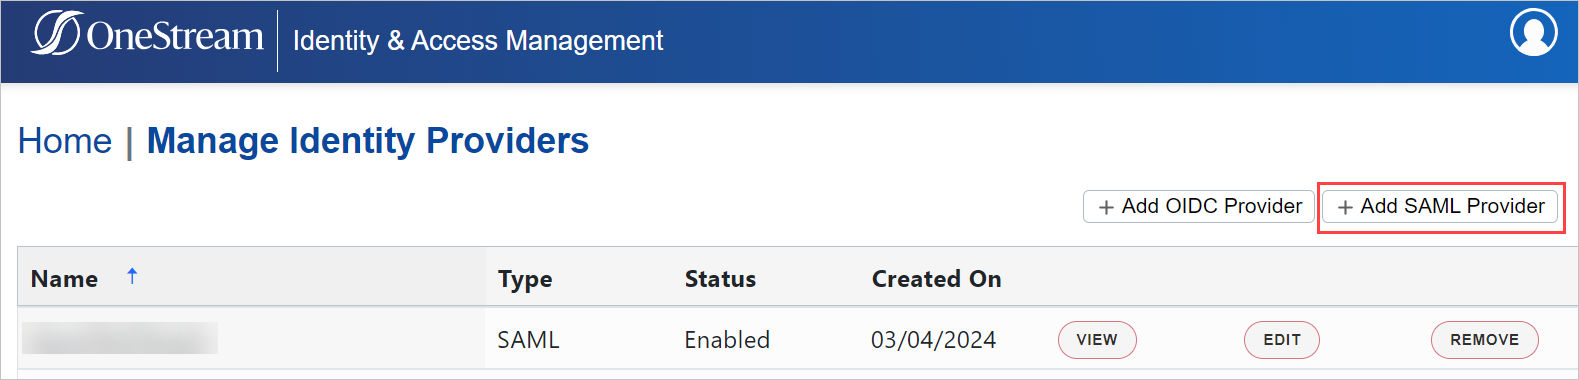 OneStream | Identity & Access Management
Home | Manage Identity Providers
+ Add OIDC Provider + Add SAML Provider
Name ↑ Type Status Created On
SAML Enabled 03/04/2024 VIEW EDIT REMOVE